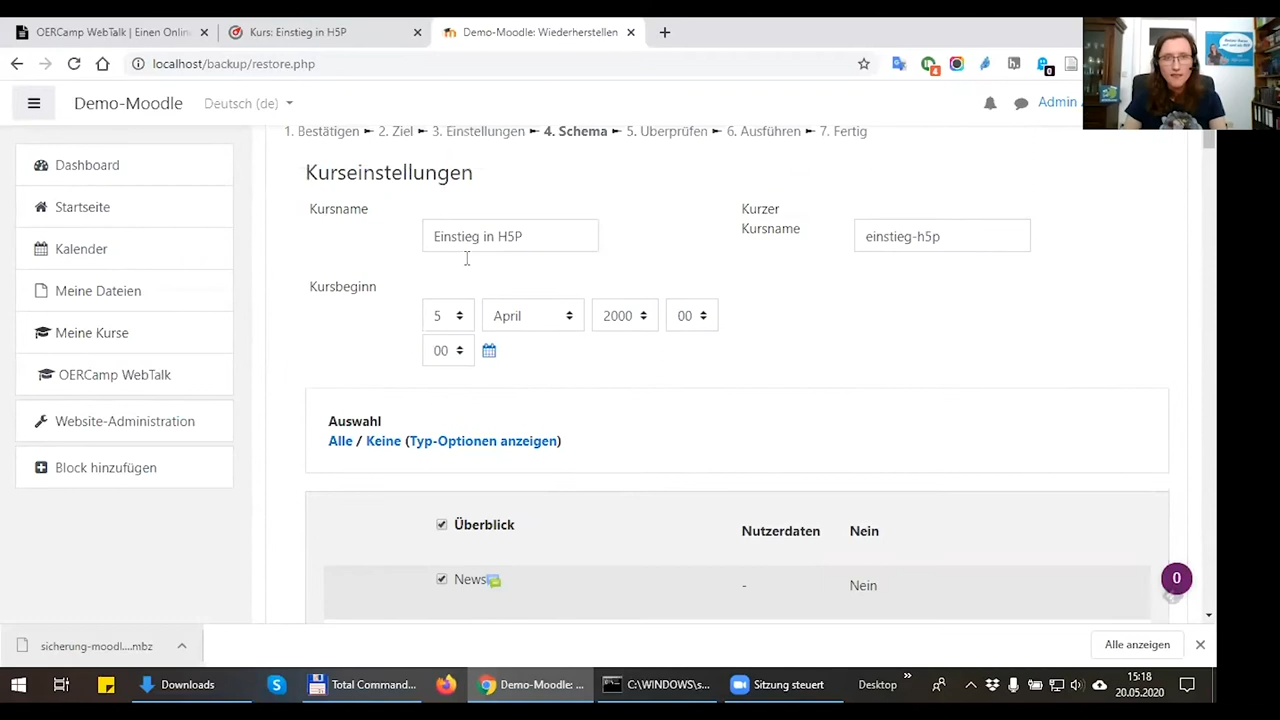 OERCamp WebTalk | Einen Onlin
Kurs: Einstieg in H5P
Demo-Moodle: Wiederherstellen
localhost/backup/restore.php
4
0
Demo-Moodle
Deutsch (de)
Admin
1. Bestätigen ► 2. Ziel ► 3. Einstellungen ► 4. Schema ► 5. Überprüfen ► 6. Ausführen ► 7. Fertig
Dashboard
Startseite
Kalender
Meine Dateien
Meine Kurse
OERCamp WebTalk
Website-Administration
Block hinzufügen
Kurseinstellungen
Kursname
Einstieg in H5P
Kurzer
Kursname
einstieg-h5p
Kursbeginn
5 April 2000 00
00
Auswahl
Alle / Keine (Typ-Optionen anzeigen)
Überblick Nutzerdaten Nein
News - Nein
0
sicherung-moodl....mbz
Alle anzeigen
Downloads
Total Command...
Demo-Moodle: ...
C:\WINDOWS\s...
Sitzung steuert
Desktop
15:18
20.05.2020